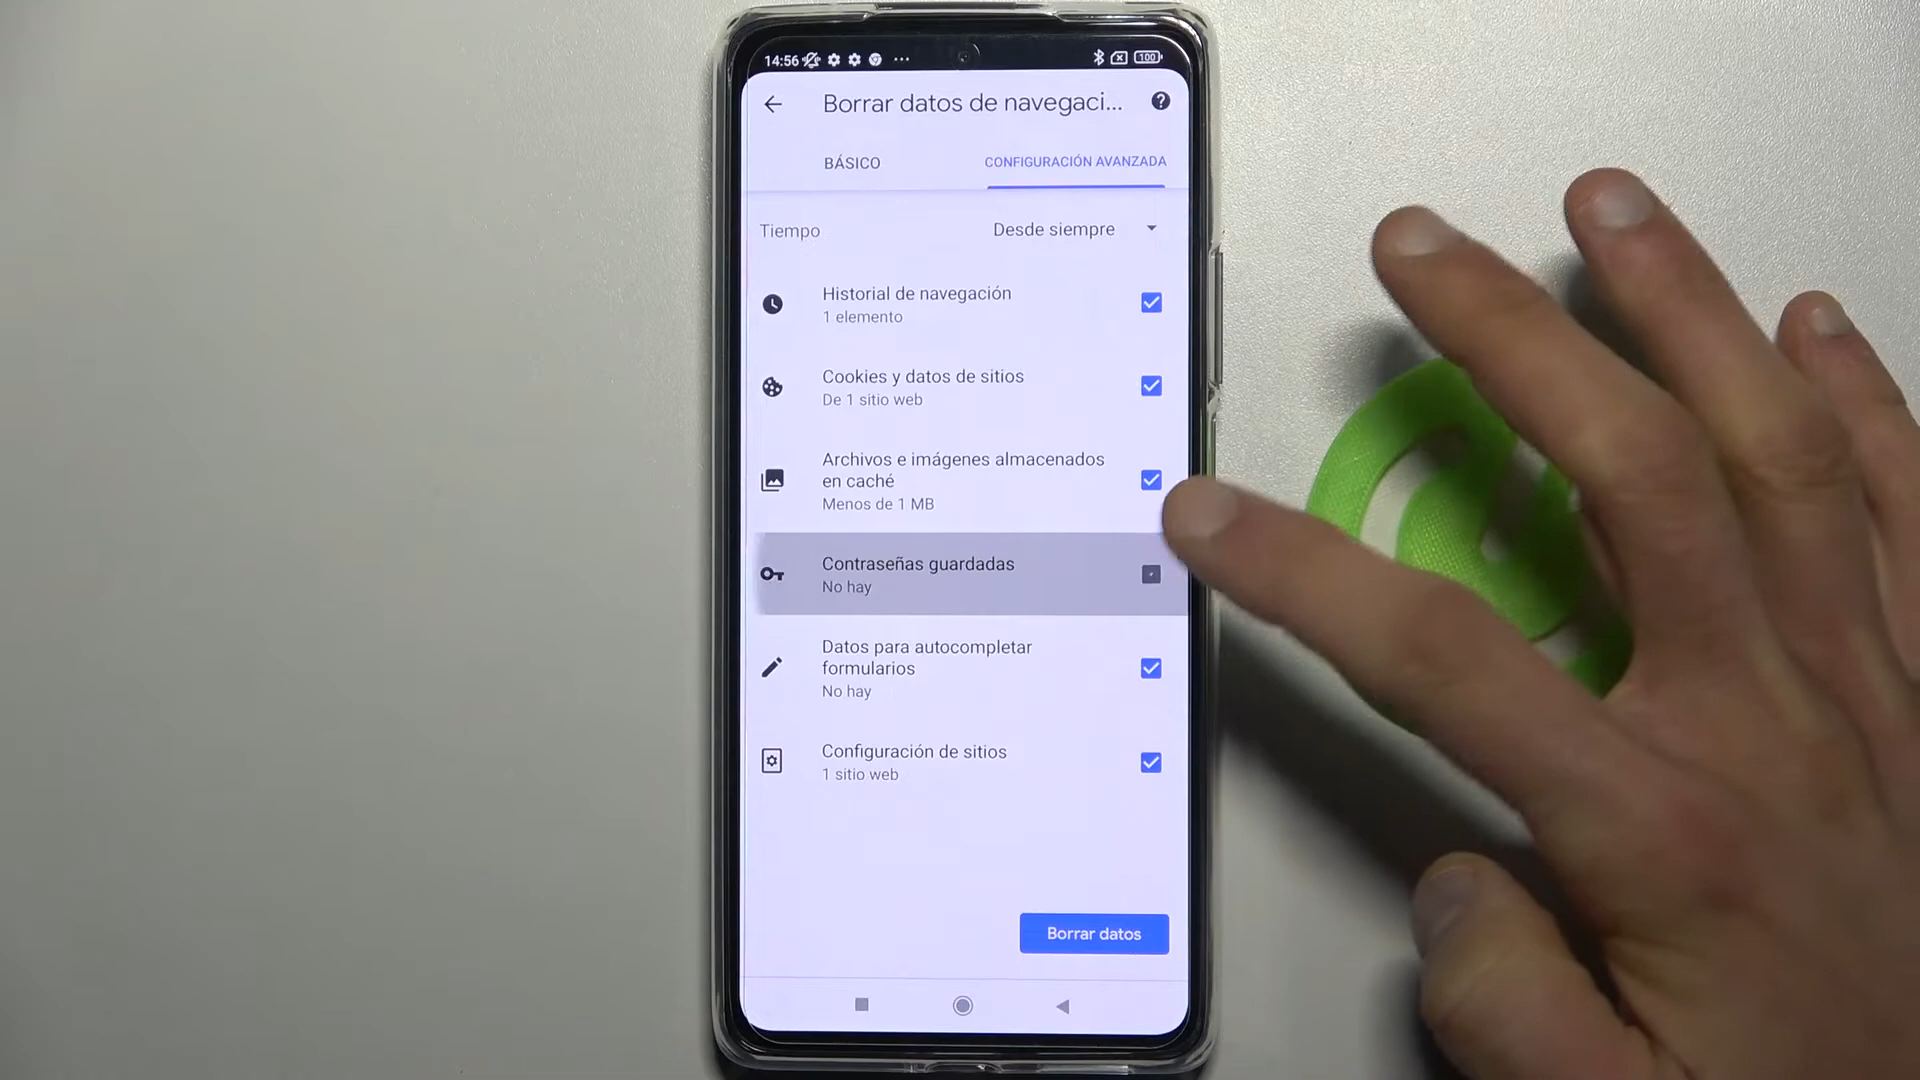 14:56
100
Borrar datos de navegaci...
BÁSICO
CONFIGURACIÓN AVANZADA
Tiempo
Desde siempre
Historial de navegación
1 elemento
Cookies y datos de sitios
De 1 sitio web
Archivos e imágenes almacenados
en caché
Menos de 1 MB
Contraseñas guardadas
No hay
Datos para autocompletar
formularios
No hay
Configuración de sitios
1 sitio web
Borrar datos